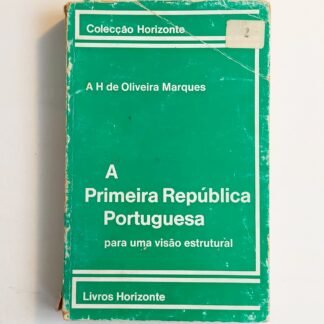 Colecção Horizonte
2
A H de Oliveira Marques
A
Primeira República
Portuguesa
para uma visão estrutural
Livros Horizonte